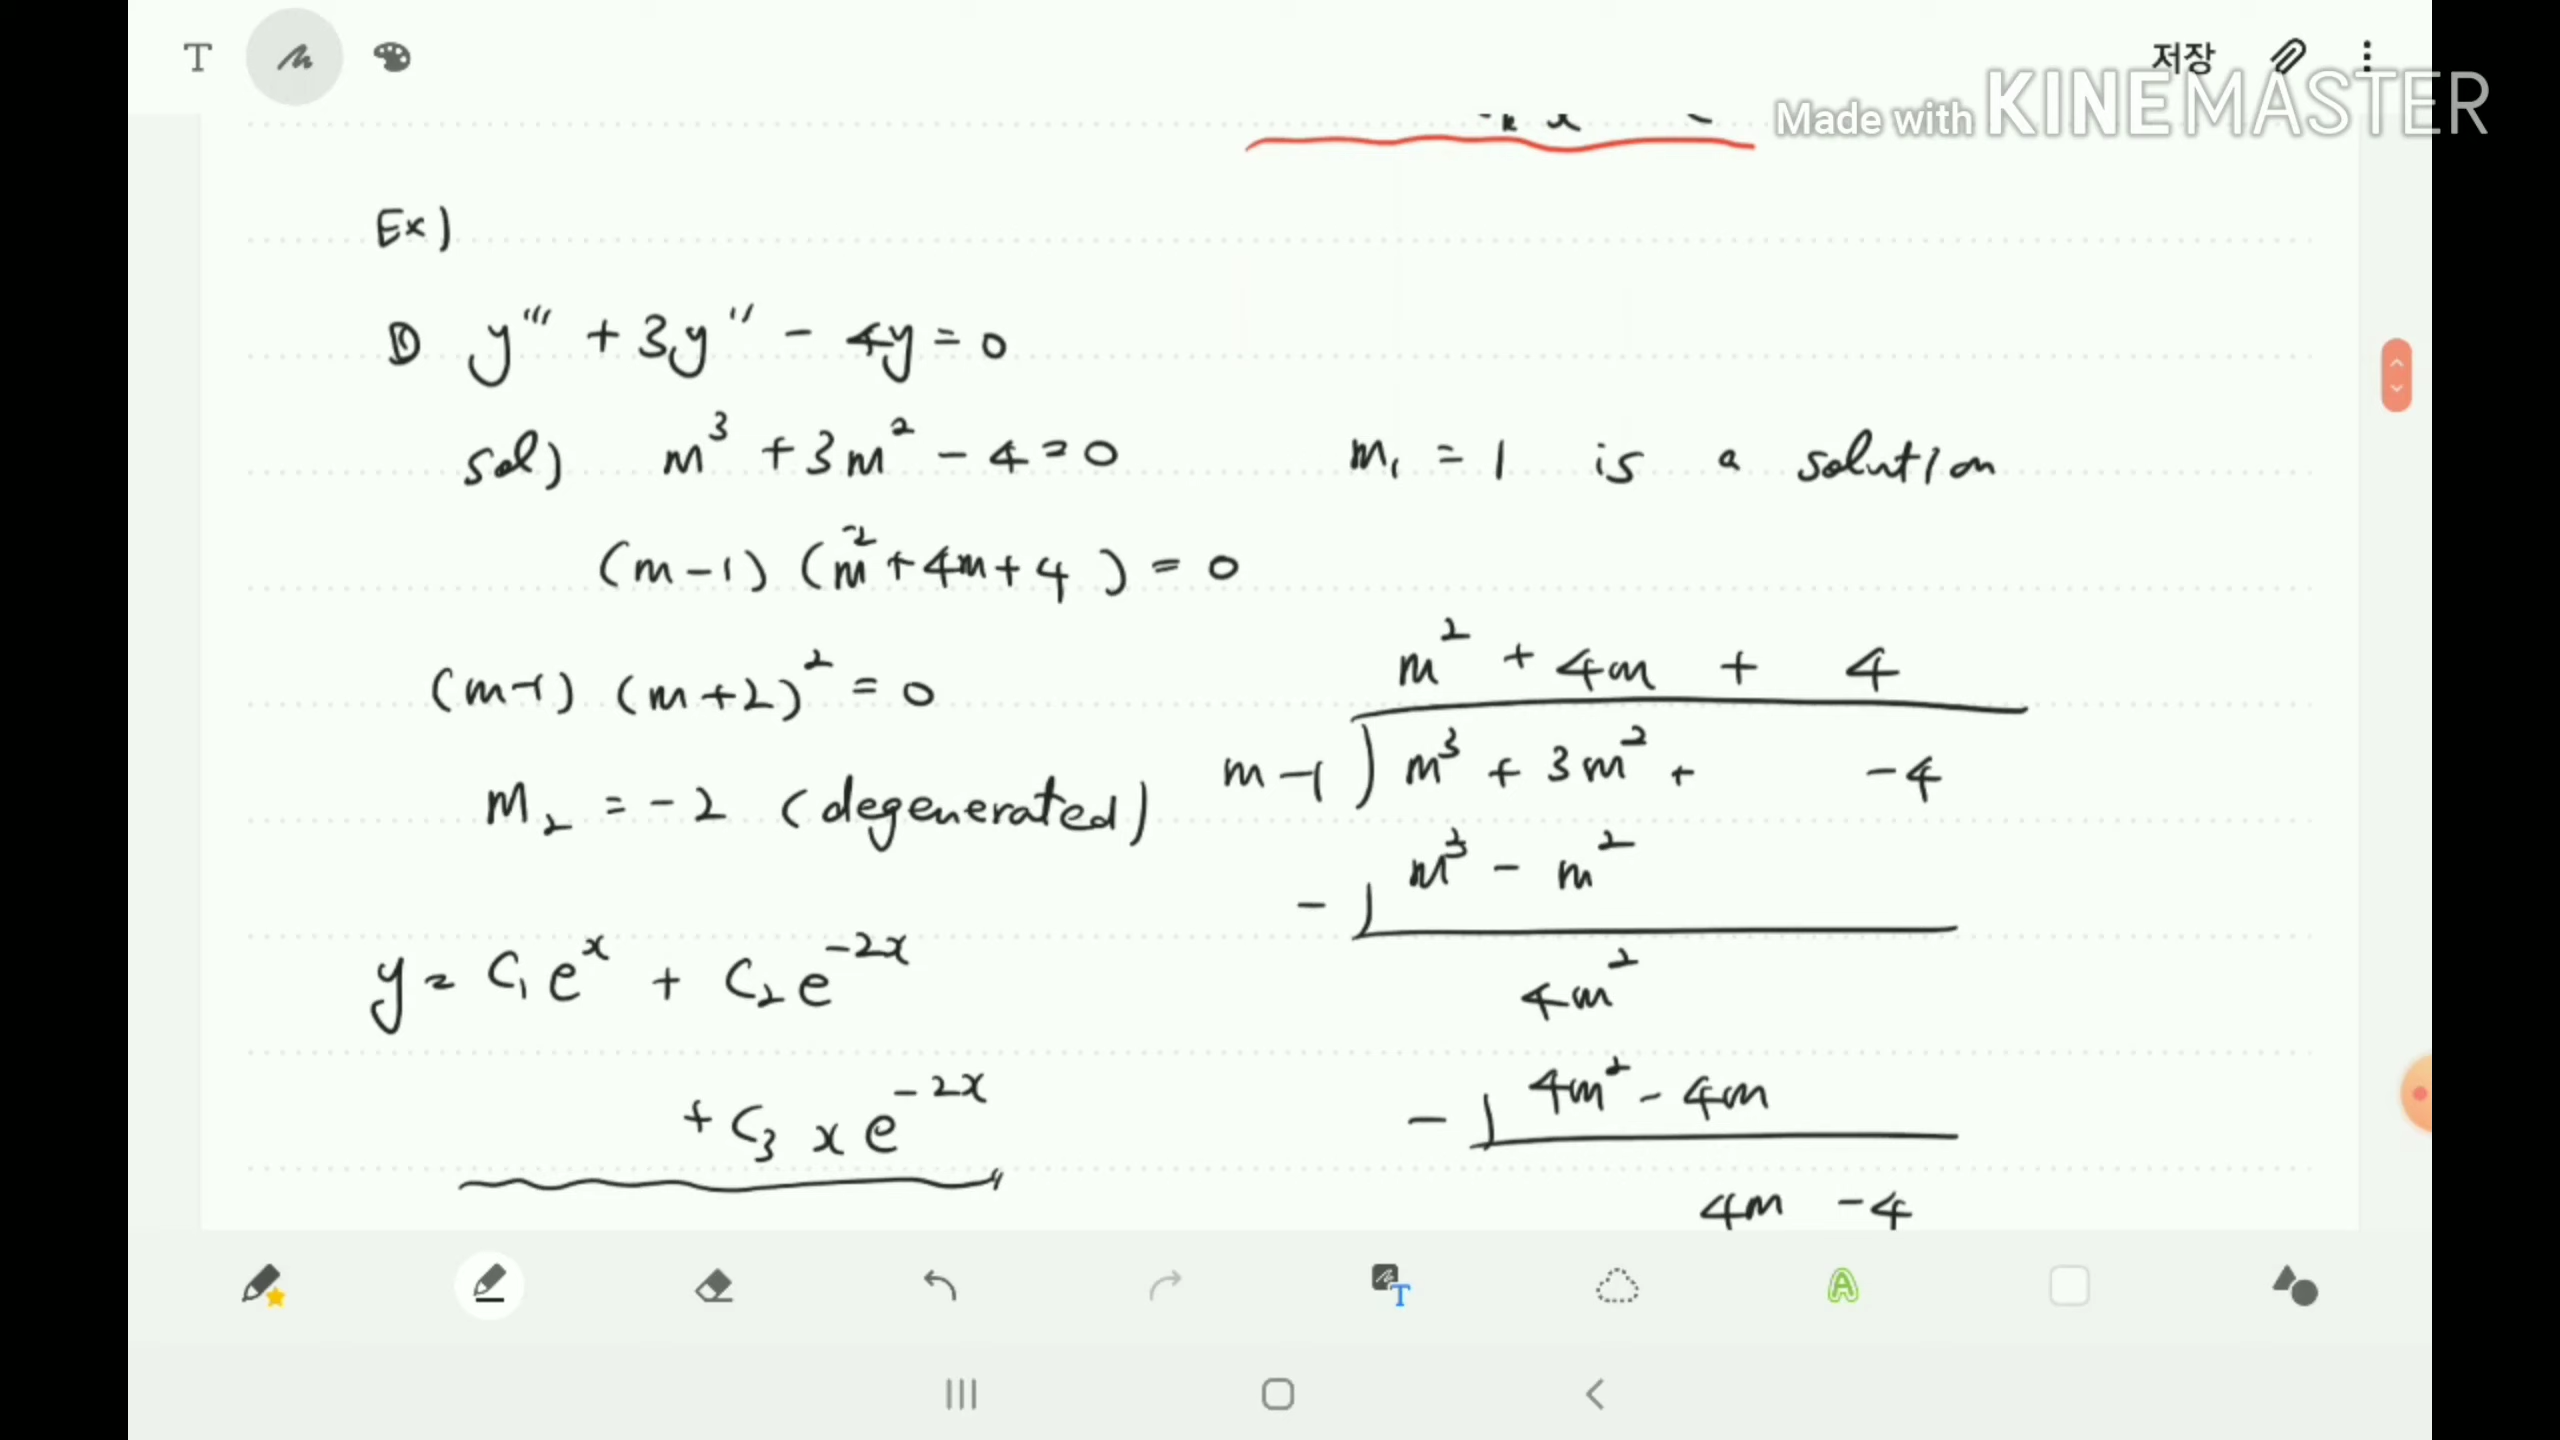 T
저장
Made with KINEMASTER
Ex)
① y''' + 3y'' - 4y = 0
sol) m³ + 3m² - 4 = 0
m₁ = 1 is a solution
(m-1) (m² + 4m + 4) = 0
(m-1) (m+2)² = 0
m₂ = -2 (degenerated)
y = C₁e^x + C₂e^-2x
+ C₃ x e^-2x
m² + 4m + 4
m-1 ) m³ + 3m² + -4
m³ - m²
-)
4m²
4m² - 4m
-)
4m -4
T
A